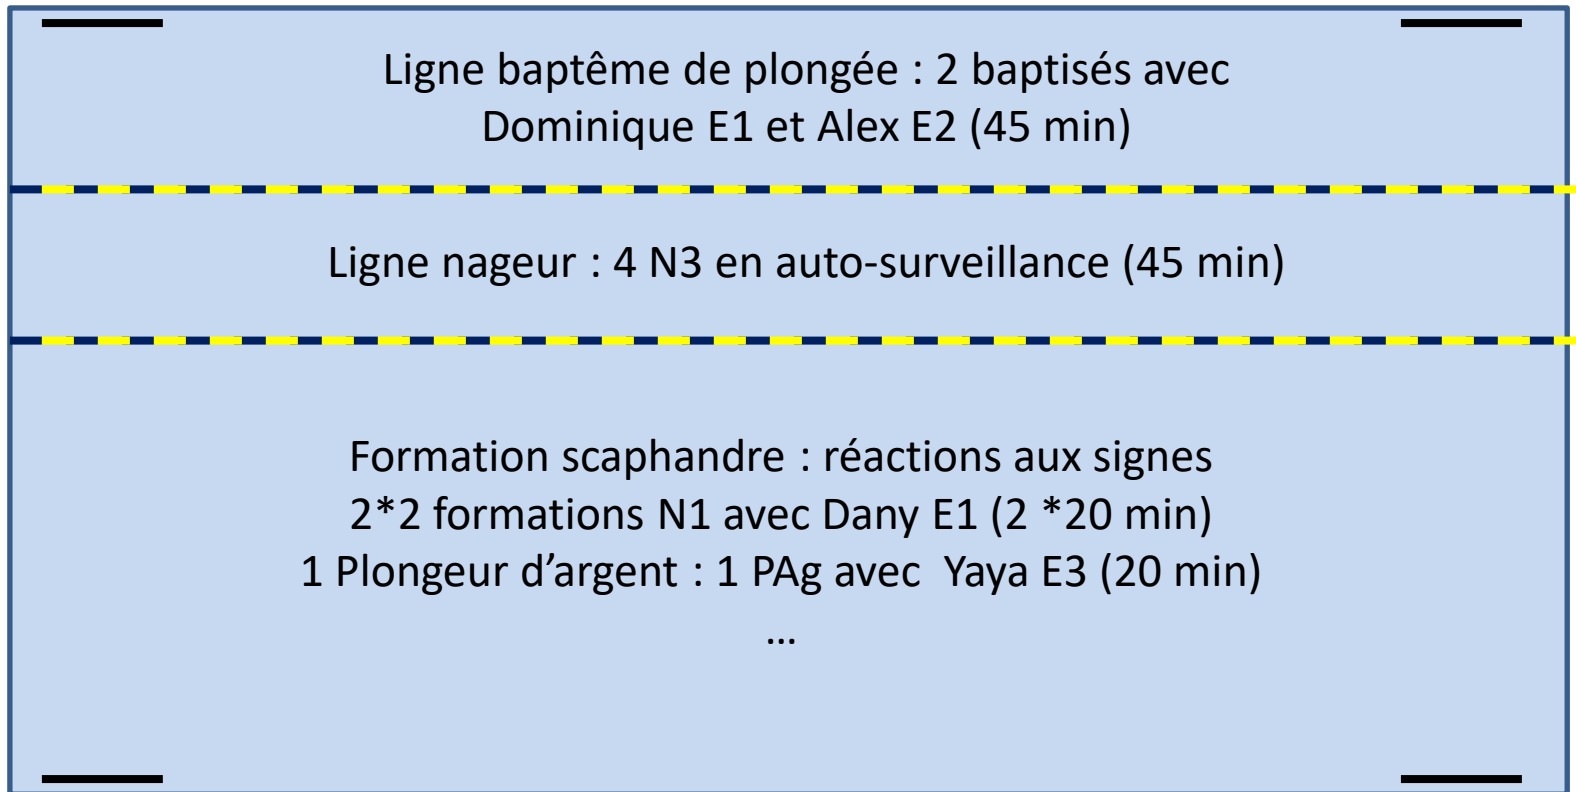 Ligne baptême de plongée : 2 baptisés avec
Dominique E1 et Alex E2 (45 min)
Ligne nageur : 4 N3 en auto-surveillance (45 min)
Formation scaphandre : réactions aux signes
2*2 formations N1 avec Dany E1 (2 *20 min)
1 Plongeur d’argent : 1 PAg avec  Yaya E3 (20 min)
…